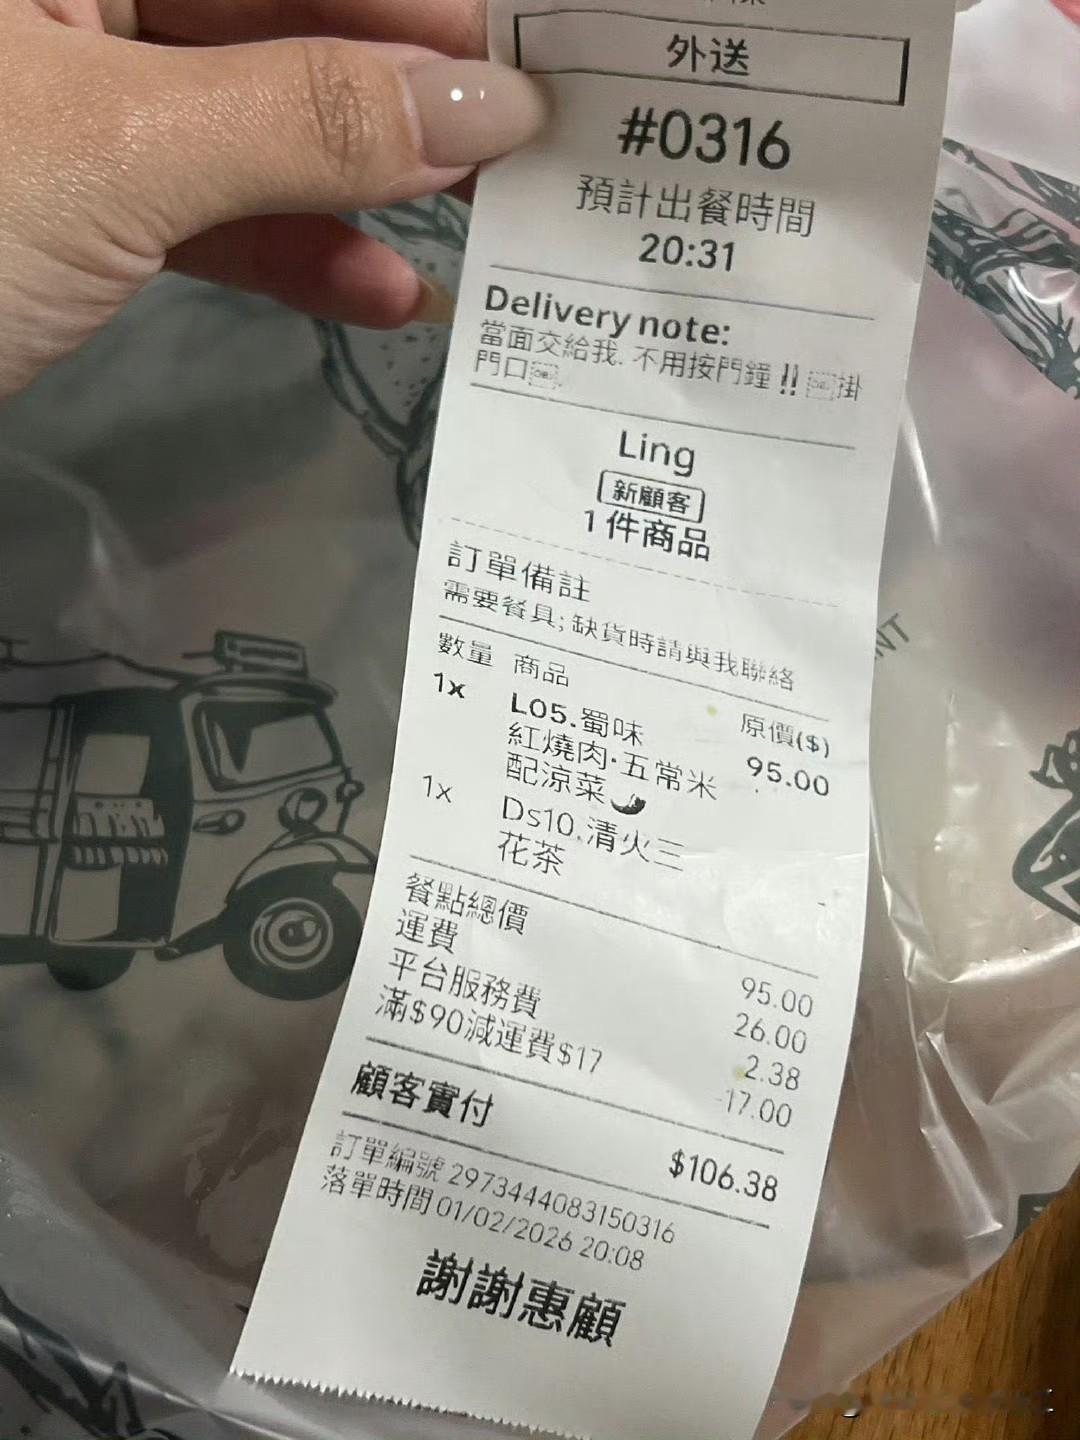 外送
#0316
預計出餐時間
20:31
Delivery note:
當面交給我. 不用按門鐘 ‼ 掛
門口
Ling
新顧客
1 件商品
訂單備註
需要餐具; 缺貨時請與我聯絡
數量 商品 原價($)
1x L05.蜀味 95.00
紅燒肉·五常米
配涼菜🌶
1x Ds10.清火三
花茶
餐點總價 95.00
運費 26.00
平台服務費 2.38
滿$90減運費$17 -17.00
顧客實付 $106.38
訂單編號 2973444083150316
落單時間 01/02/2026 20:08
謝謝惠顧